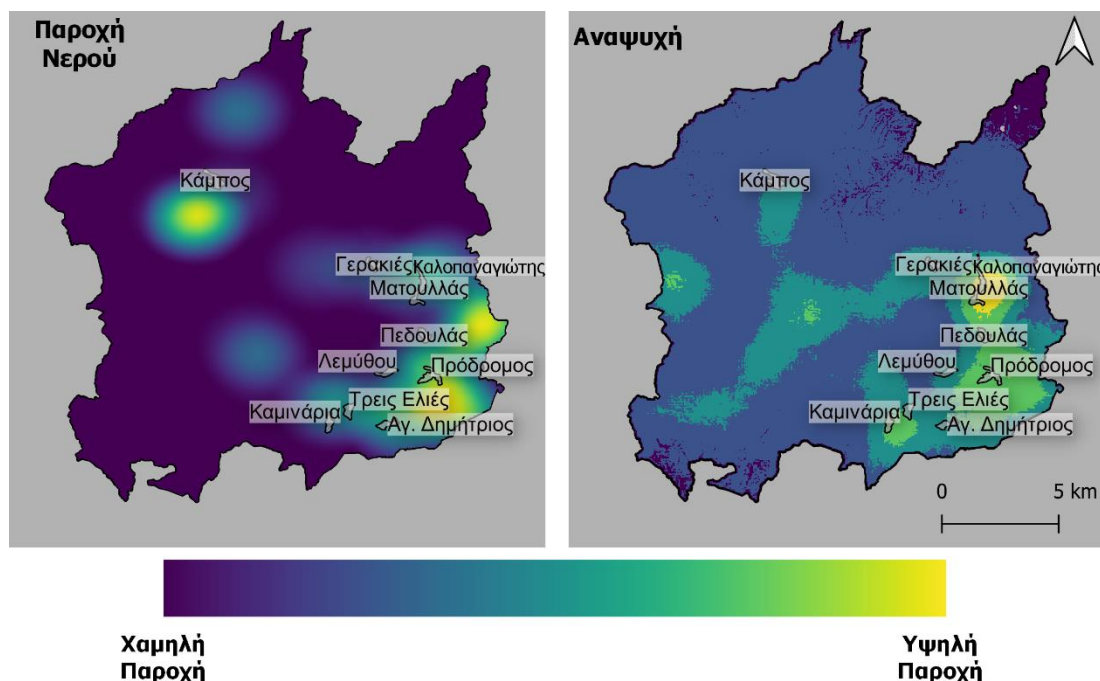 Παροχή
Νερού
Κάμπος
Γερακιές
Καλοπαναγιώτης
Ματουλλάς
Πεδουλάς
Λεμύθου
Πρόδρομος
Τρεις Ελιές
Καμινάρια
Αγ. Δημήτριος
Αναψυχή
Κάμπος
Γερακιές
Καλοπαναγιώτης
Ματουλλάς
Πεδουλάς
Λεμύθου
Πρόδρομος
Τρεις Ελιές
Καμινάρια
Αγ. Δημήτριος
0 5 km
Χαμηλή
Παροχή
Υψηλή
Παροχή